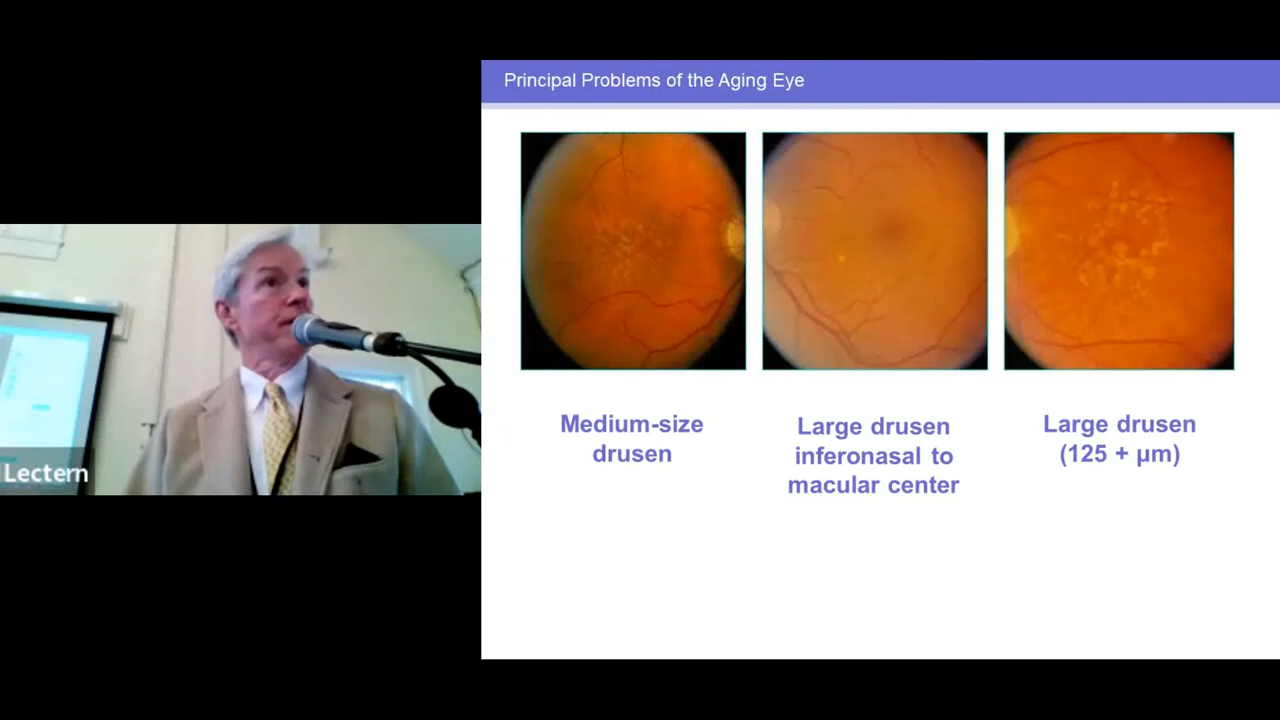 Principal Problems of the Aging Eye
Medium-size
drusen
Large drusen
inferonasal to
macular center
Large drusen
(125 + μm)
Lectern